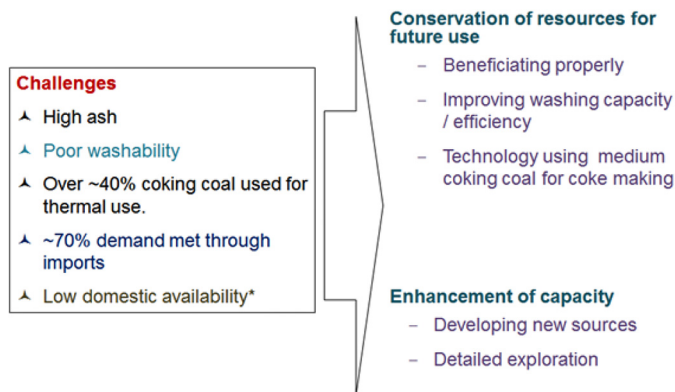 Challenges
High ash
Poor washability
Over ~40% coking coal used for
thermal use.
~70% demand met through
imports
Low domestic availability*
Conservation of resources for
future use
– Beneficiating properly
– Improving washing capacity
/ efficiency
– Technology using medium
coking coal for coke making
Enhancement of capacity
– Developing new sources
– Detailed exploration